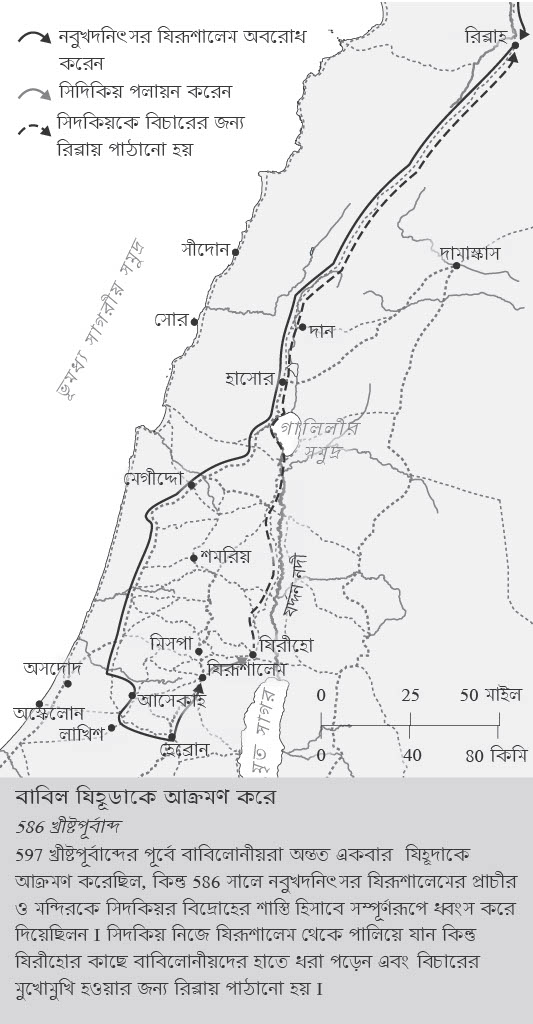 নবুখদনিৎসর যিরূশালেম অবরোধ
করেন
সিদিকিয় পলায়ন করেন
সিদকিয়কে বিচারের জন্য
রিব্লায় পাঠানো হয়
রিব্লাহ
সীদোন
দামাস্কাস
ভূমধ্য সাগরীয় সমুদ্র
সোর
দান
হাসোর
গালিলীর
সমুদ্র
মেগীদ্দো
শমরিয়
যর্দ্দন নদী
মিসপা
যিরীহো
যিরূশালেম
অসদোদ
আসেকাহ
অস্কেলোন
লাখিশ
হেব্রোন
মৃত সাগর
0 25 50 মাইল
0 40 80 কিমি
বাবিল যিহূডাকে আক্রমণ করে
586 খ্রীষ্টপূর্বাব্দ
597 খ্রীষ্টপূর্বাব্দের পূর্বে বাবিলোনীয়রা অন্তত একবার যিহূদাকে
আক্রমণ করেছিল, কিন্তু 586 সালে নবুখদনিৎসর যিরূশালেমের প্রাচীর
ও মন্দিরকে সিদকিয়র বিদ্রোহের শাস্তি হিসাবে সম্পূর্ণরূপে ধ্বংস করে
দিয়েছিলন I সিদকিয় নিজে যিরূশালেম থেকে পালিয়ে যান কিন্তু
যিরীহোর কাছে বাবিলোনীয়দের হাতে ধরা পড়েন এবং বিচারের
মুখোমুখি হওয়ার জন্য রিব্লায় পাঠানো হয় I